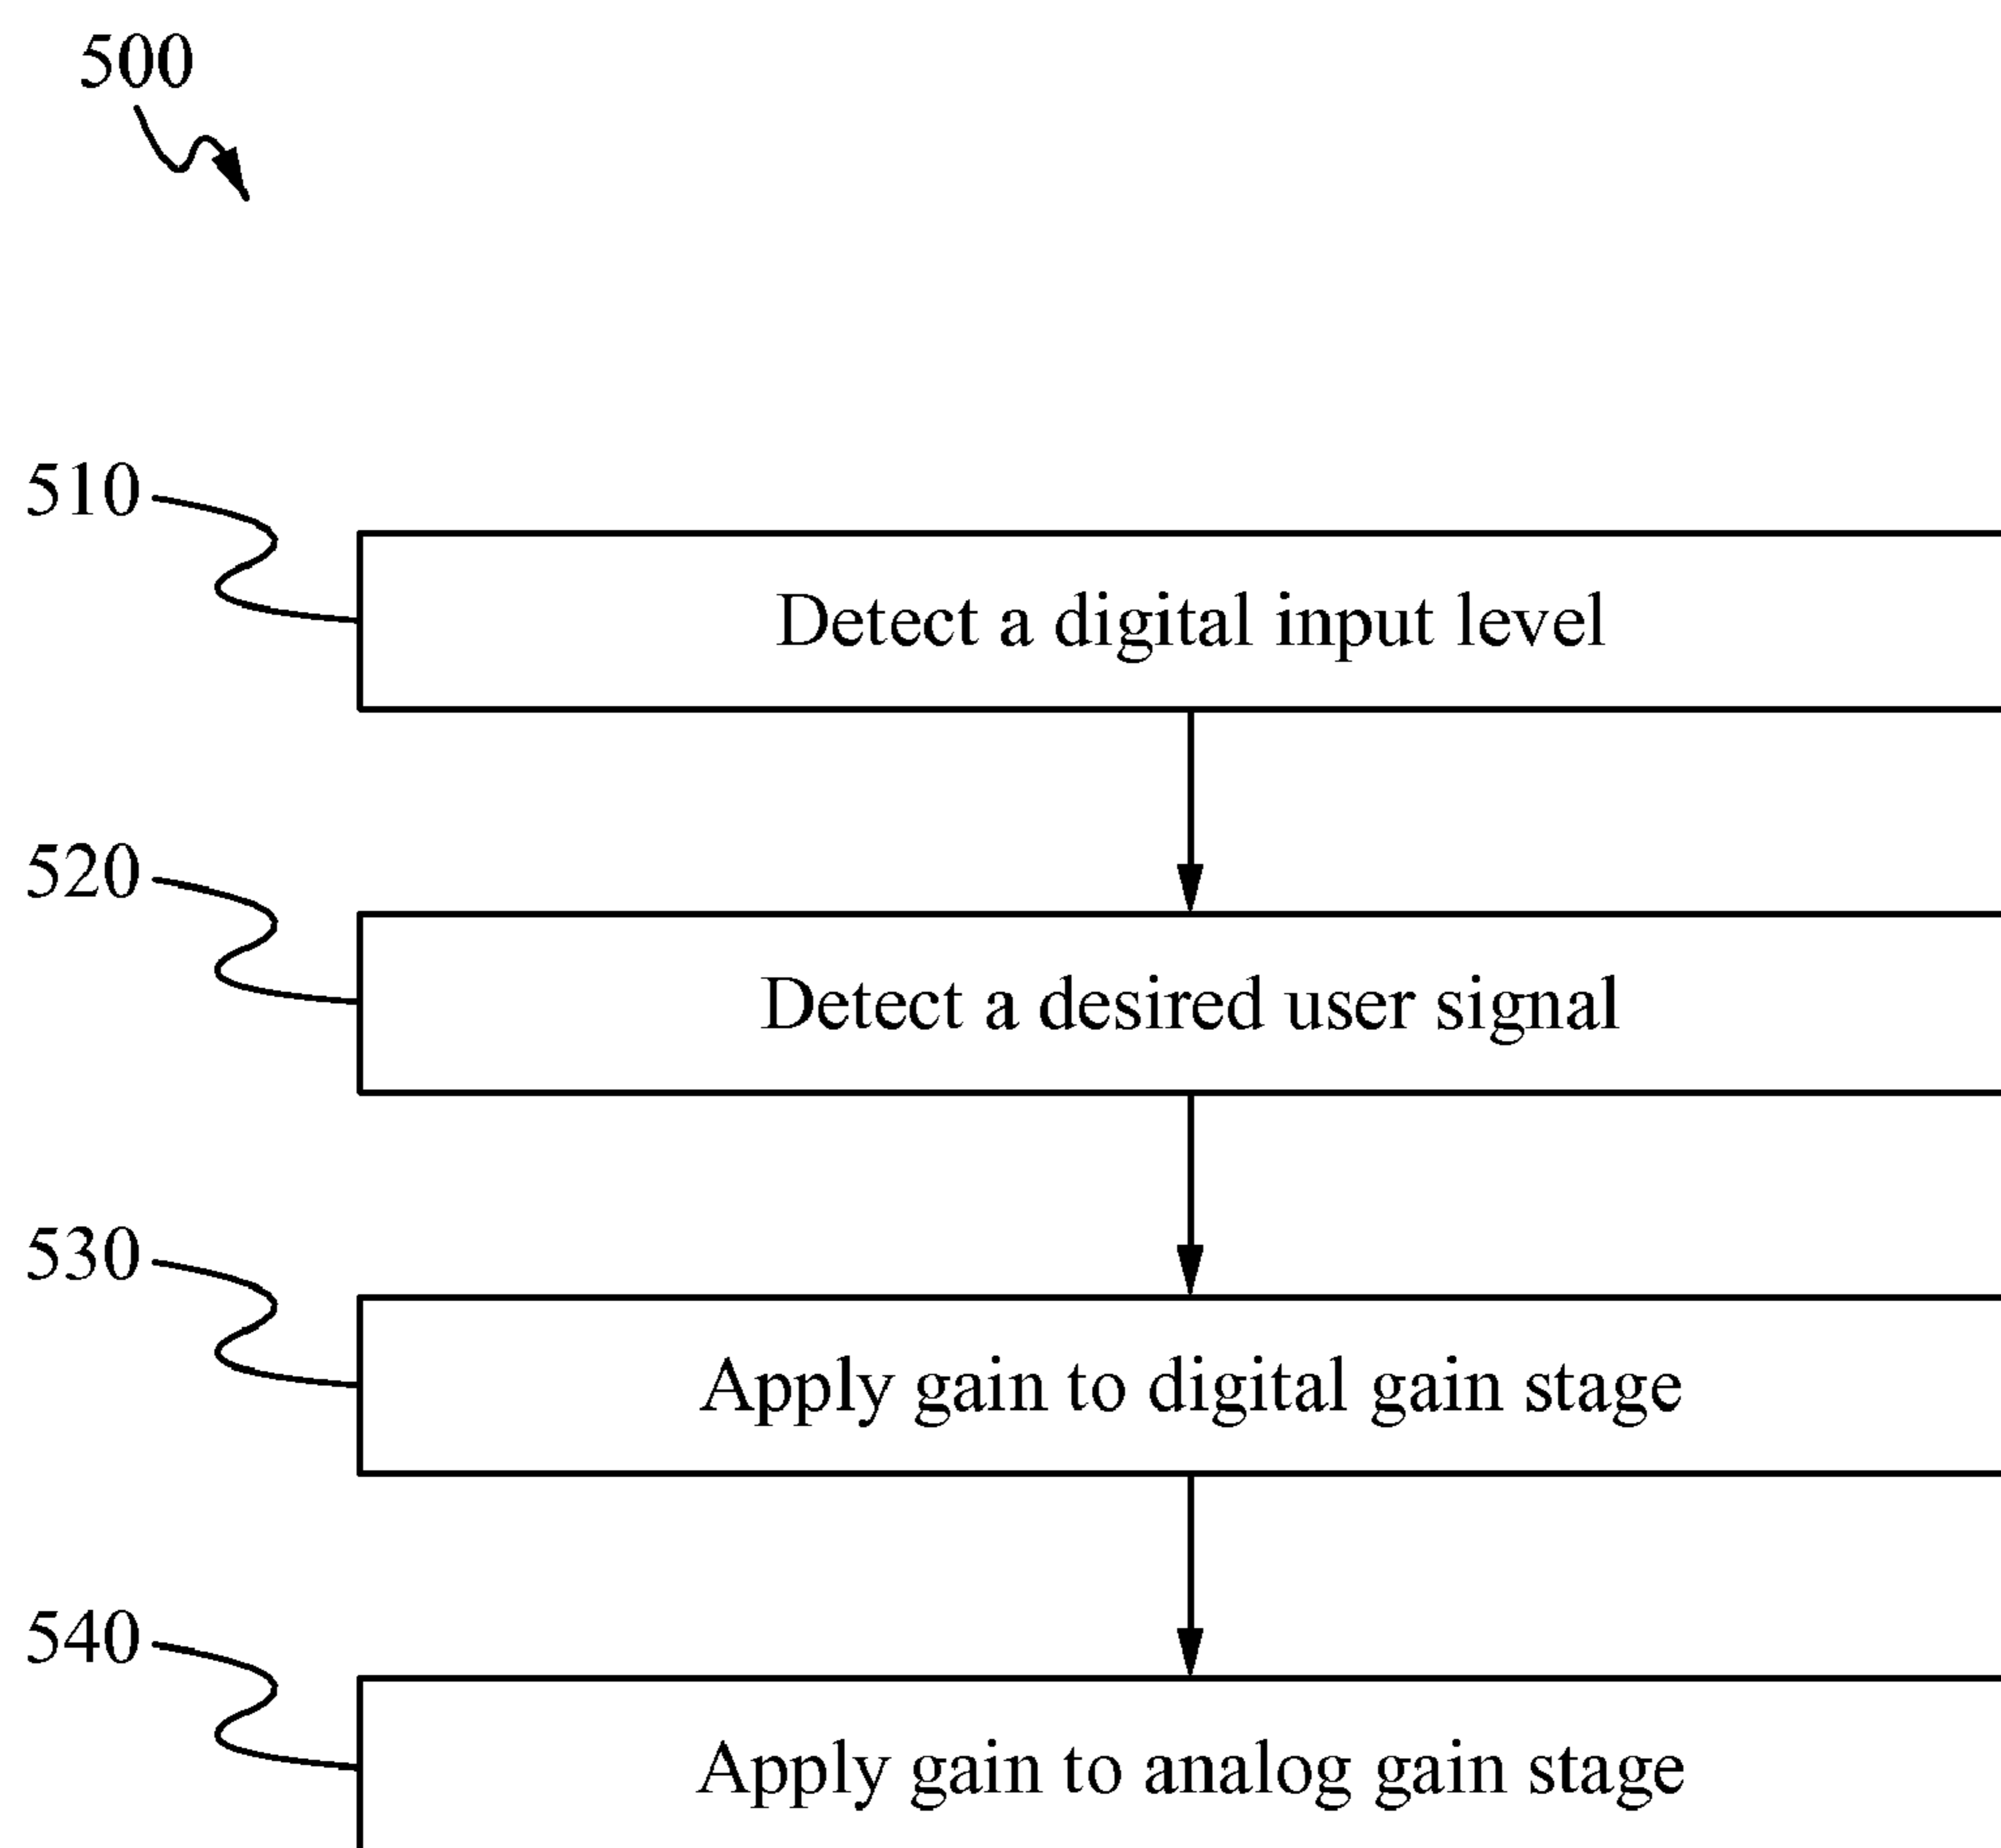 500
510
Detect a digital input level
520
Detect a desired user signal
530
Apply gain to digital gain stage
540
Apply gain to analog gain stage